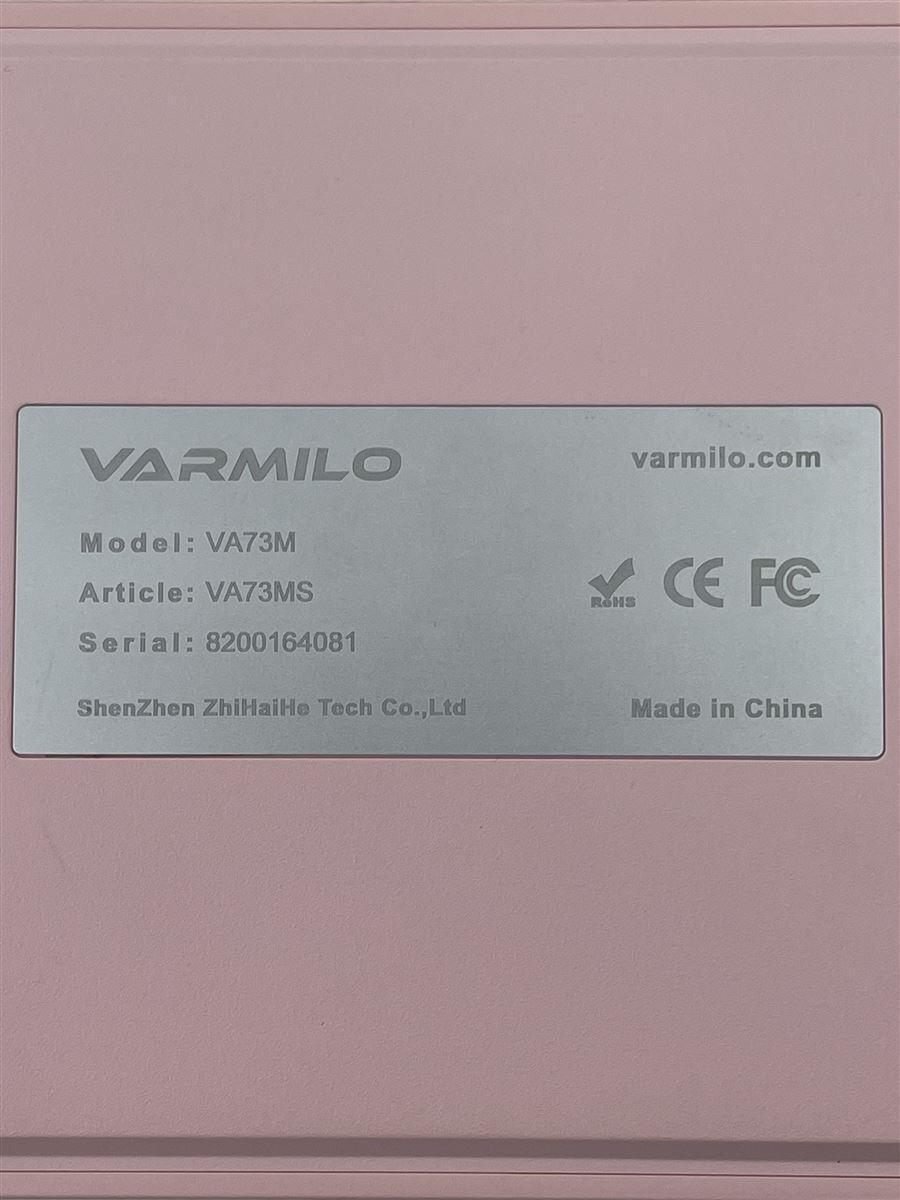 VARMILO
varmilo.com
Model: VA73M
Article: VA73MS
Serial: 8200164081
RoHS CE FC
ShenZhen ZhiHaiHe Tech Co.,Ltd
Made in China